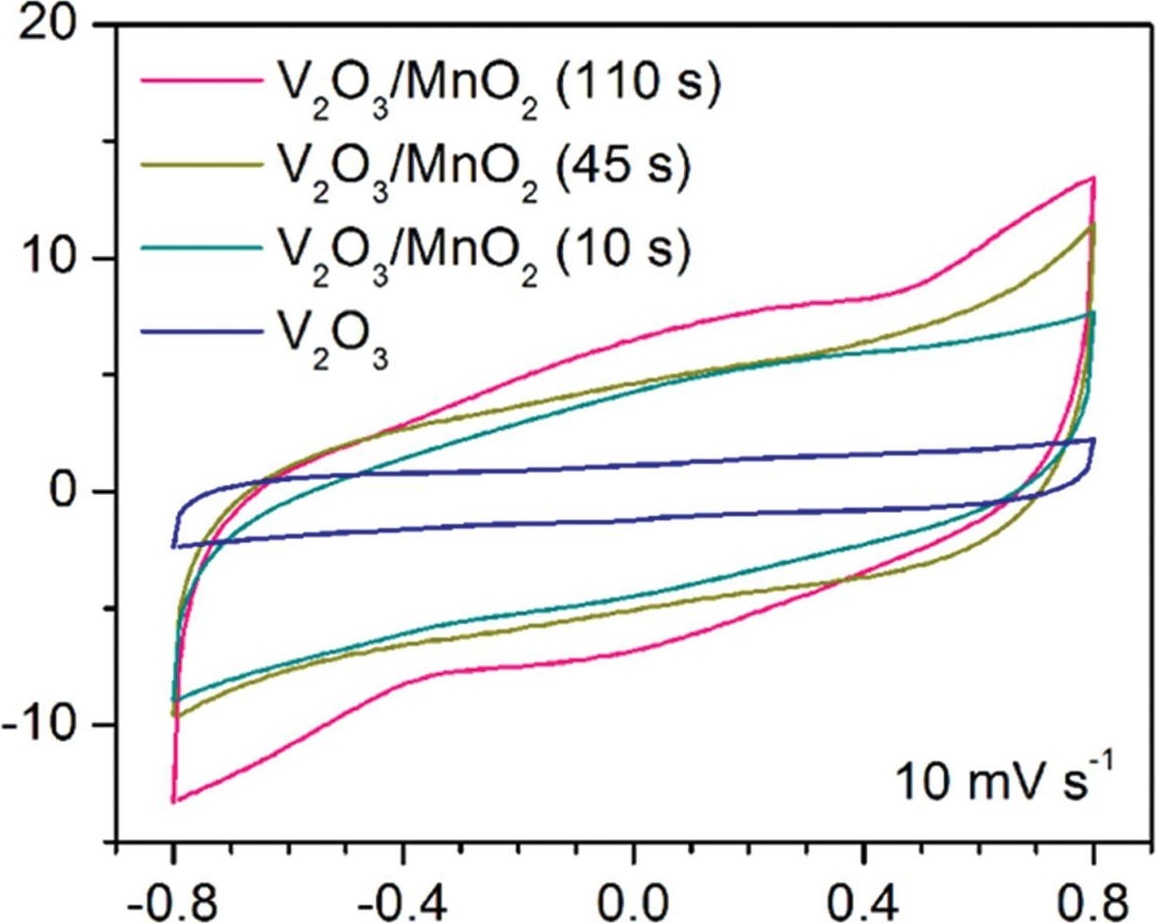 20
V₂O₃/MnO₂ (110 s)
V₂O₃/MnO₂ (45 s)
10
V₂O₃/MnO₂ (10 s)
V₂O₃
0
-10
10 mV s⁻¹
-0.8 -0.4 0.0 0.4 0.8